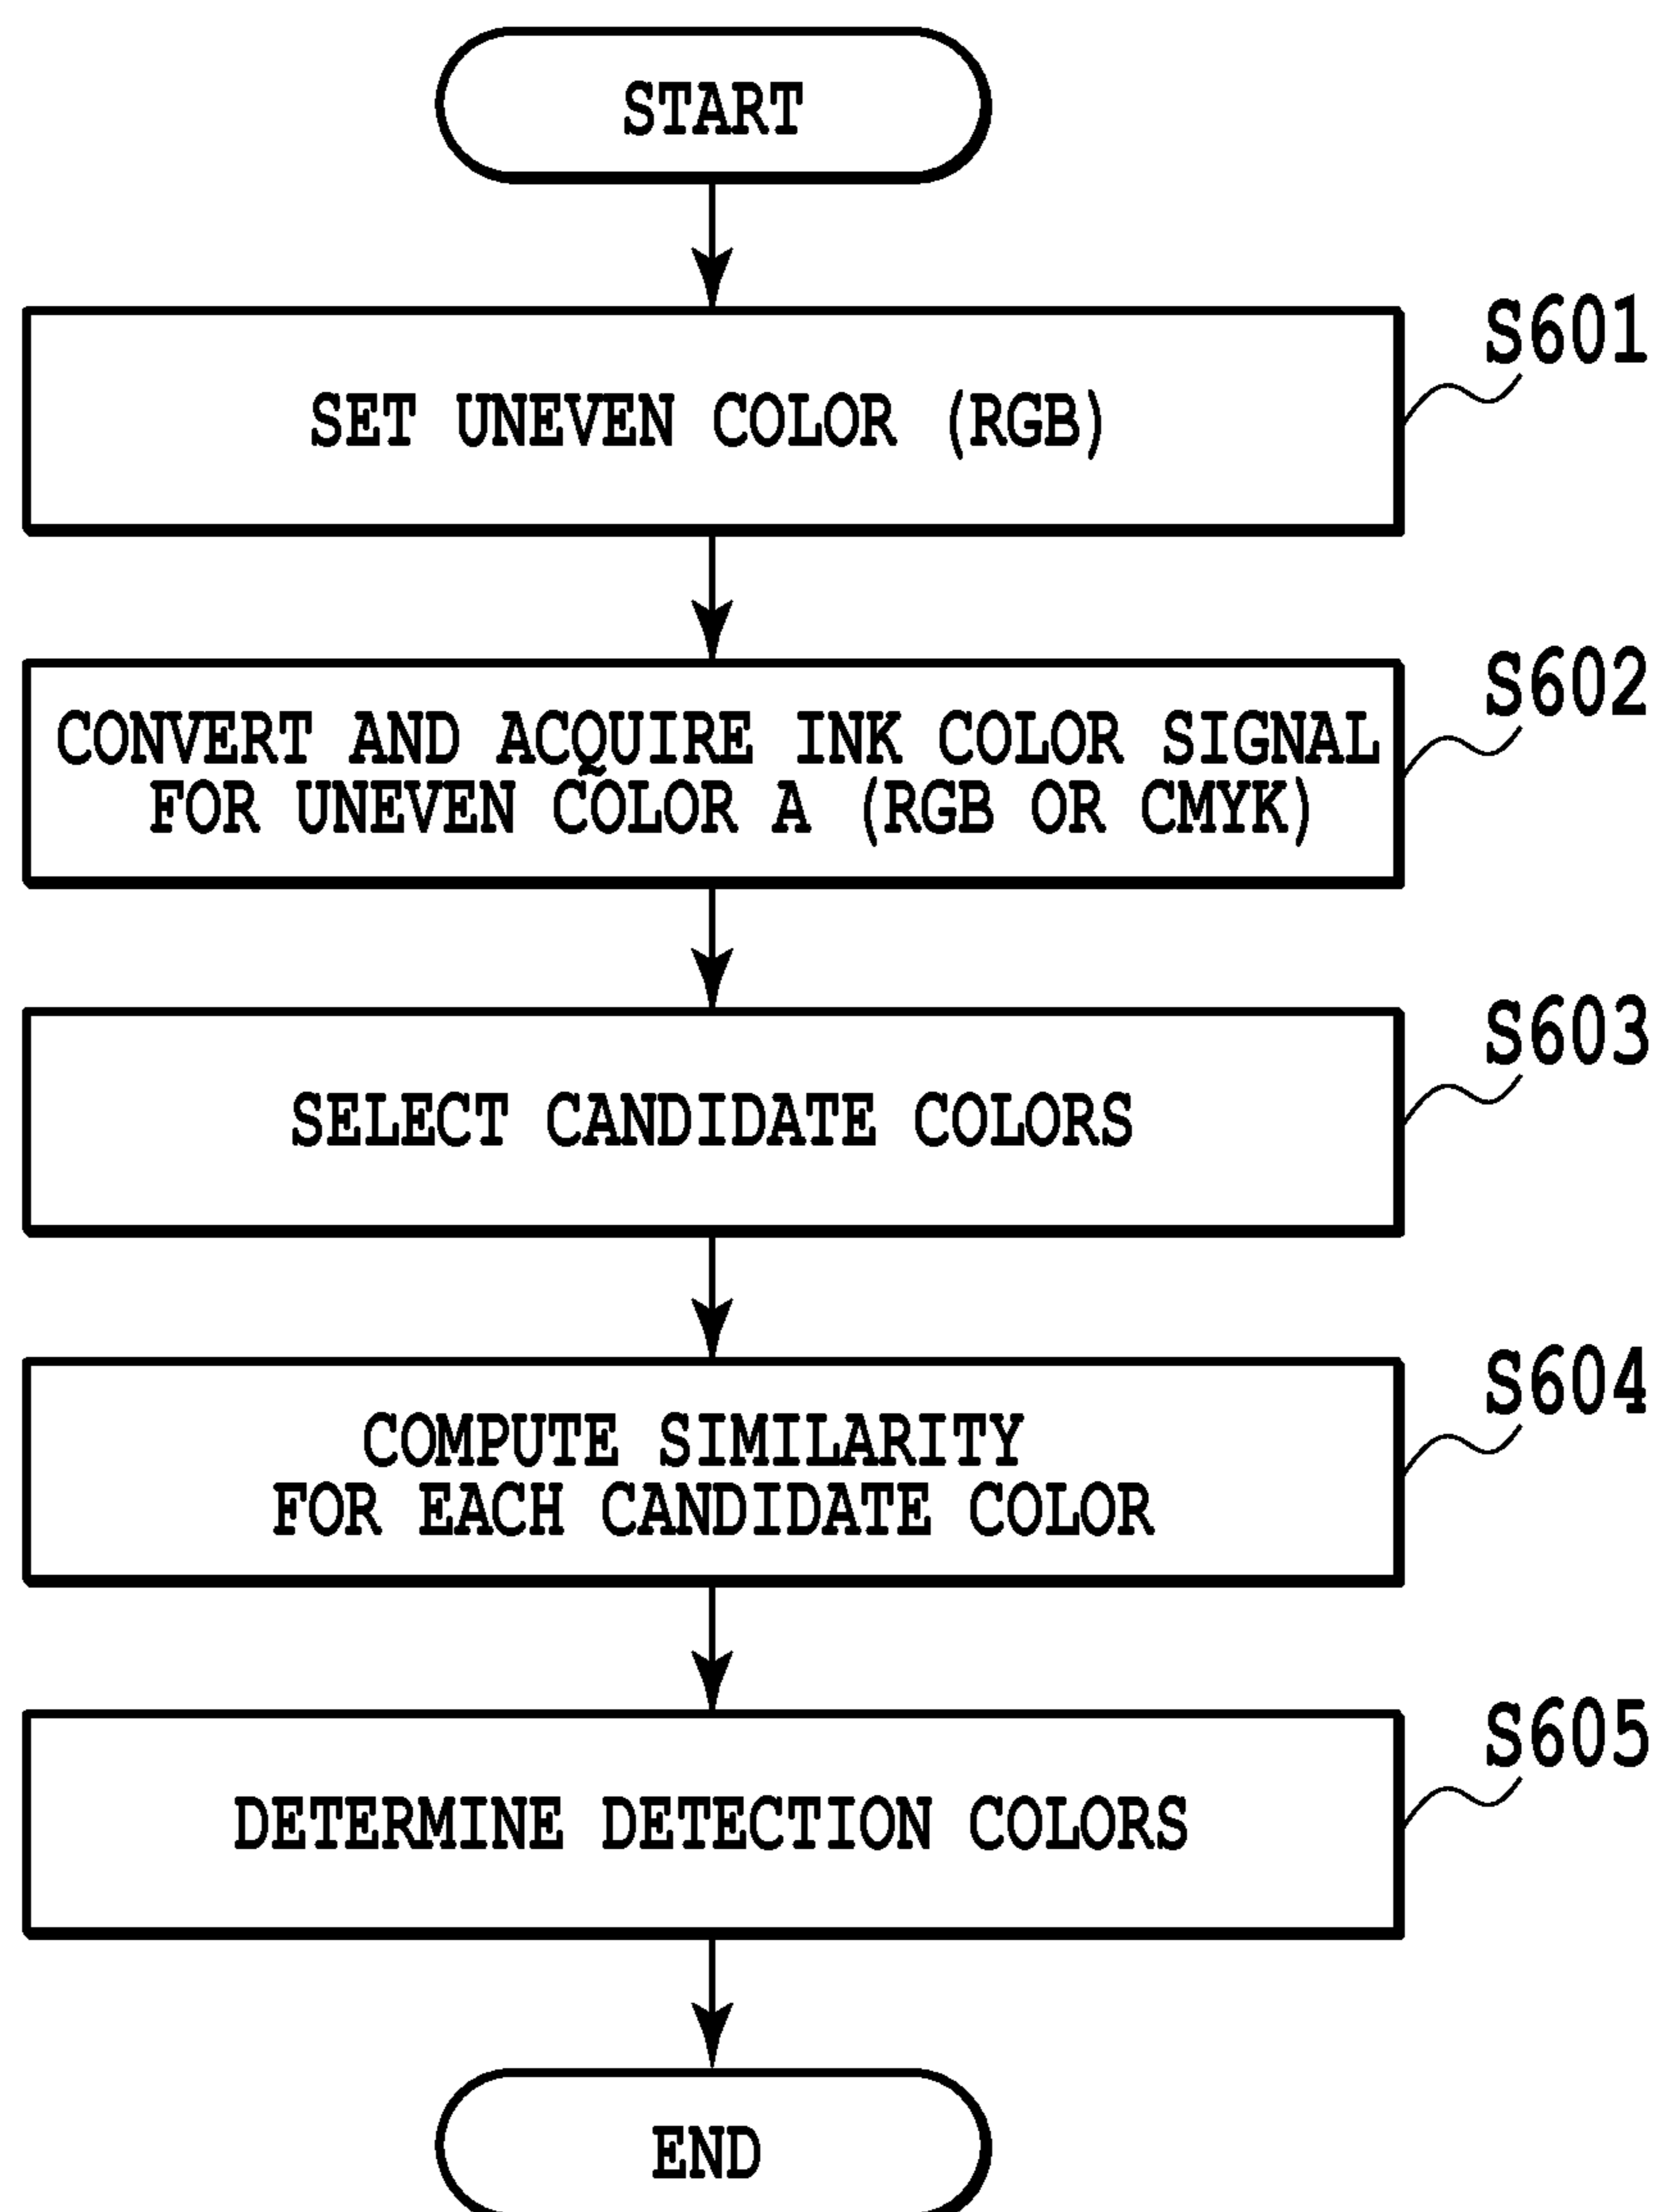 START
S601
SET UNEVEN COLOR (RGB)
S602
CONVERT AND ACQUIRE INK COLOR SIGNAL
FOR UNEVEN COLOR A (RGB OR CMYK)
S603
SELECT CANDIDATE COLORS
S604
COMPUTE SIMILARITY
FOR EACH CANDIDATE COLOR
S605
DETERMINE DETECTION COLORS
END